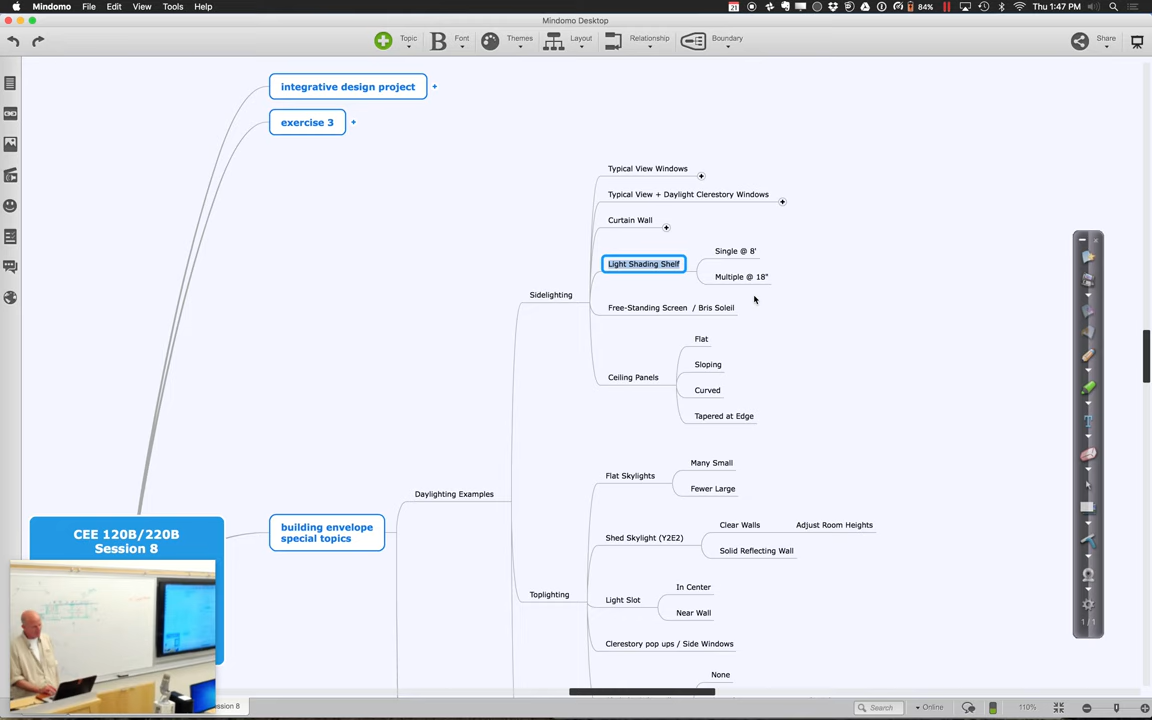 Mindomo File Edit View Tools Help
84% Thu 1:47 PM
Mindomo Desktop
Topic Font Themes Layout Relationship Boundary Share
integrative design project
exercise 3
Typical View Windows
Typical View + Daylight Clerestory Windows
Curtain Wall
Light Shading Shelf
Single @ 8'
Multiple @ 18"
Sidelighting
Free-Standing Screen / Bris Soleil
Ceiling Panels
Flat
Sloping
Curved
Tapered at Edge
Daylighting Examples
building envelope
special topics
CEE 120B/220B
Session 8
Flat Skylights
Many Small
Fewer Large
Shed Skylight (Y2E2)
Clear Walls
Adjust Room Heights
Solid Reflecting Wall
Toplighting
Light Slot
In Center
Near Wall
Clerestory pop ups / Side Windows
None
1 / 1
Search Online 110%